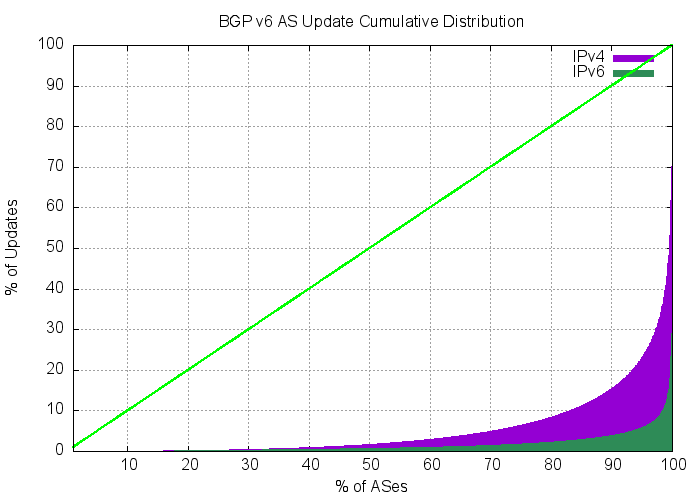 BGP v6 AS Update Cumulative Distribution
100
90
80
70
60
50
40
30
20
10
0
% of Updates
IPv4
IPv6
10 20 30 40 50 60 70 80 90 100
% of ASes